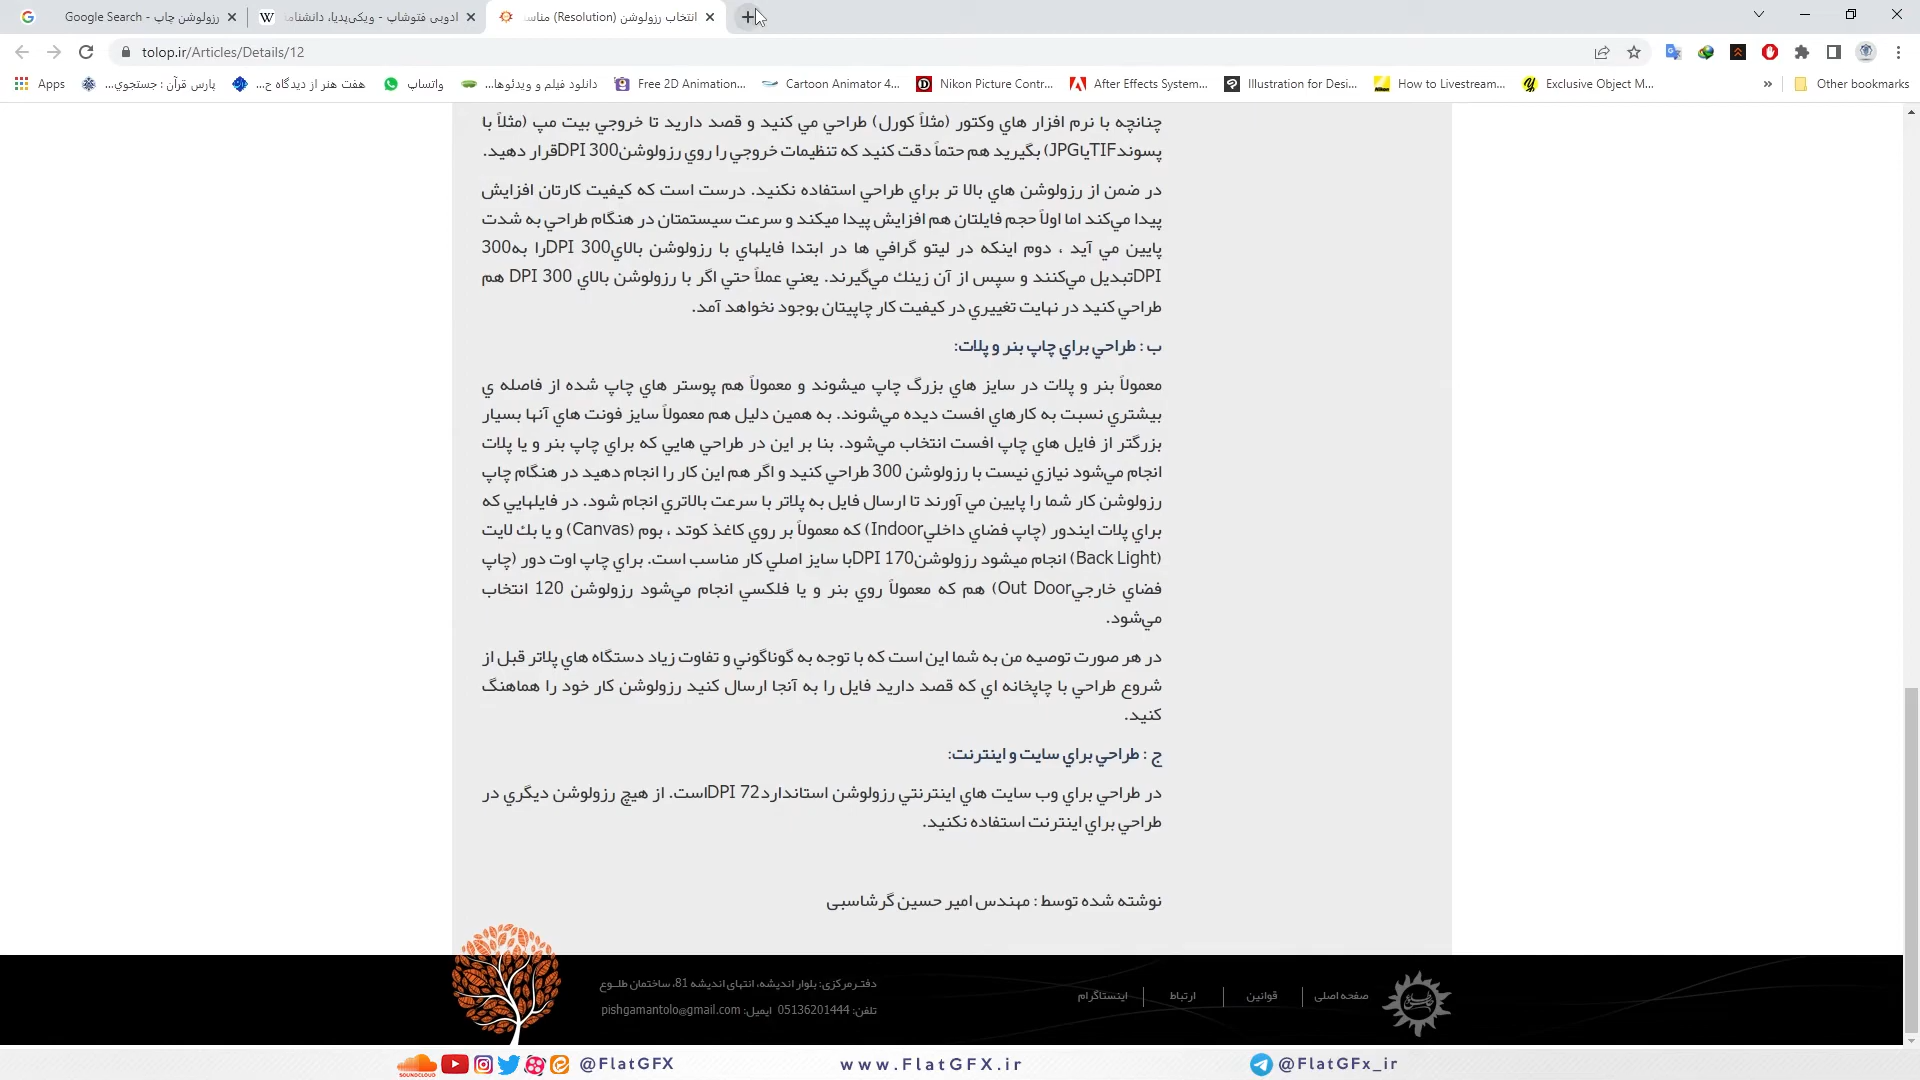 رزولوشن چاپ - Google Search
ادوبی فتوشاپ - ویکی‌پدیا، دانشنامه
انتخاب رزولوشن (Resolution) مناسب
tolop.ir/Articles/Details/12
Apps
پارس قرآن : جستجوي...
هفت هنر از دیدگاه ح...
واتساپ
دانلود فیلم و ویدئوها...
Free 2D Animation...
Cartoon Animator 4...
Nikon Picture Contr...
After Effects System...
Illustration for Desi...
How to Livestream...
Exclusive Object M...
»
Other bookmarks
چنانچه با نرم افزار هاي وکتور (مثلاً کورل) طراحي مي کنيد و قصد داريد تا خروجي بيت مپ (مثلاً با
پسوندTIFياJPG) بگيريد هم حتماً دقت کنيد که تنظيمات خروجي را روي رزولوشن300 DPIقرار دهيد.
در ضمن از رزولوشن هاي بالا تر براي طراحي استفاده نکنيد. درست است که کيفيت کارتان افزايش
پيدا مي‌کند اما اولاً حجم فايلتان هم افزايش پيدا ميکند و سرعت سيستمتان در هنگام طراحي به شدت
پايين مي آيد ، دوم اينکه در ليتو گرافي ها در ابتدا فايلهاي با رزولوشن بالاي300 DPIرا به300
DPIتبديل مي‌کنند و سپس از آن زينك مي‌گيرند. يعني عملاً حتي اگر با رزولوشن بالاي 300 DPI هم
طراحي کنيد در نهايت تغييري در کيفيت کار چاپيتان بوجود نخواهد آمد.
ب : طراحي براي چاپ بنر و پلات:
معمولاً بنر و پلات در سايز هاي بزرگ چاپ ميشوند و معمولاً هم پوستر هاي چاپ شده از فاصله ي
بيشتري نسبت به کارهاي افست ديده مي‌شوند. به همين دليل هم معمولاً سايز فونت هاي آنها بسيار
بزرگتر از فايل هاي چاپ افست انتخاب مي‌شود. بنا بر اين در طراحي هايي که براي چاپ بنر و يا پلات
انجام مي‌شود نيازي نيست با رزولوشن 300 طراحي کنيد و اگر هم اين کار را انجام دهيد در هنگام چاپ
رزولوشن کار شما را پايين مي آورند تا ارسال فايل به پلاتر با سرعت بالاتري انجام شود. در فايلهايي که
براي پلات ايندور (چاپ فضاي داخليIndoor) که معمولاً بر روي کاغذ کوتد ، بوم (Canvas) و يا بك لايت
(Back Light) انجام ميشود رزولوشن170 DPIبا سايز اصلي کار مناسب است. براي چاپ اوت دور (چاپ
فضاي خارجيOut Door) هم که معمولاً روي بنر و يا فلکسي انجام مي‌شود رزولوشن 120 انتخاب
مي‌شود.
در هر صورت توصيه من به شما اين است که با توجه به گوناگوني و تفاوت زياد دستگاه هاي پلاتر قبل از
شروع طراحي با چاپخانه اي که قصد داريد فايل را به آنجا ارسال کنيد رزولوشن کار خود را هماهنگ
کنيد.
ج : طراحي براي سايت و اينترنت:
در طراحي براي وب سايت هاي اينترنتي رزولوشن استاندارد72 DPIاست. از هيچ رزولوشن ديگري در
طراحي براي اينترنت استفاده نکنيد.
نوشته شده توسط : مهندس امیر حسین گرشاسبی
صفحه اصلی
قوانین
ارتباط
اینستاگرام
دفتـرمرکزی: بلوار اندیشه، انتهای اندیشه 81، ساختمان طلــوع
تلفن: 05136201444 ایمیل: pishgamantolo@gmail.com
SOUNDCLOUD
@FlatGFX
www.FlatGFX.ir
@FlatGFx_ir